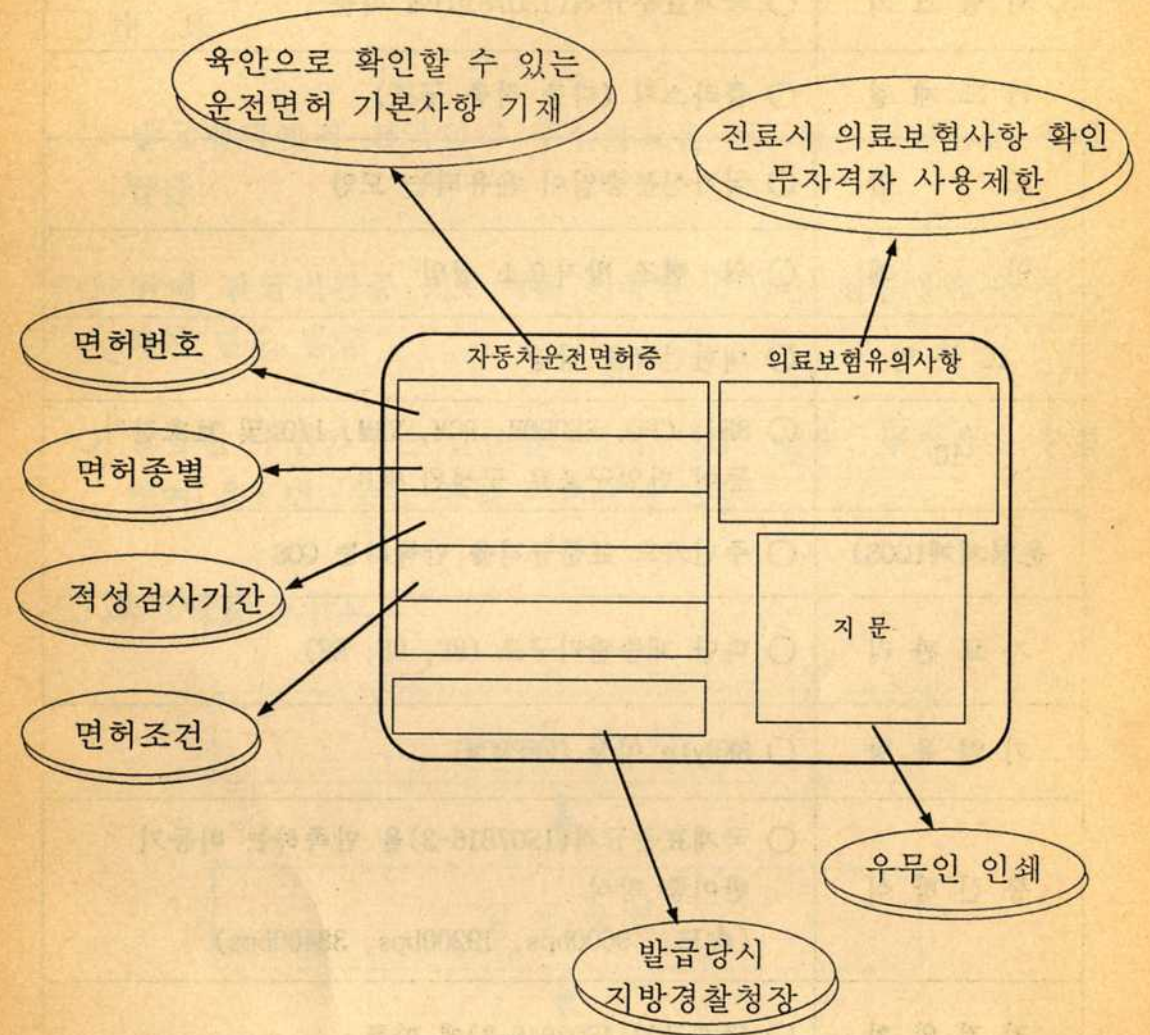 육안으로 확인할 수 있는
운전면허 기본사항 기재
진료시 의료보험사항 확인
무자격자 사용제한
자동차운전면허증
의료보험유의사항
면허번호
면허종별
적성검사기간
면허조건
지 문
우무인 인쇄
발급당시
지방경찰청장